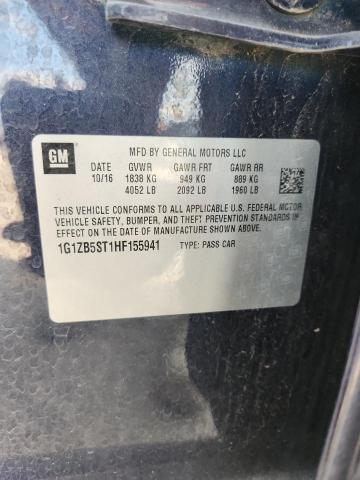 GM
MFD BY GENERAL MOTORS LLC
DATE GVWR GAWR FRT GAWR RR
10/16 1838 KG 949 KG 889 KG
4052 LB 2092 LB 1960 LB
THIS VEHICLE CONFORMS TO ALL APPLICABLE U.S. FEDERAL MOTOR
VEHICLE SAFETY, BUMPER, AND THEFT PREVENTION STANDARDS IN
EFFECT ON THE DATE OF MANUFACTURE SHOWN ABOVE.
1G1ZB5ST1HF155941 TYPE: PASS CAR